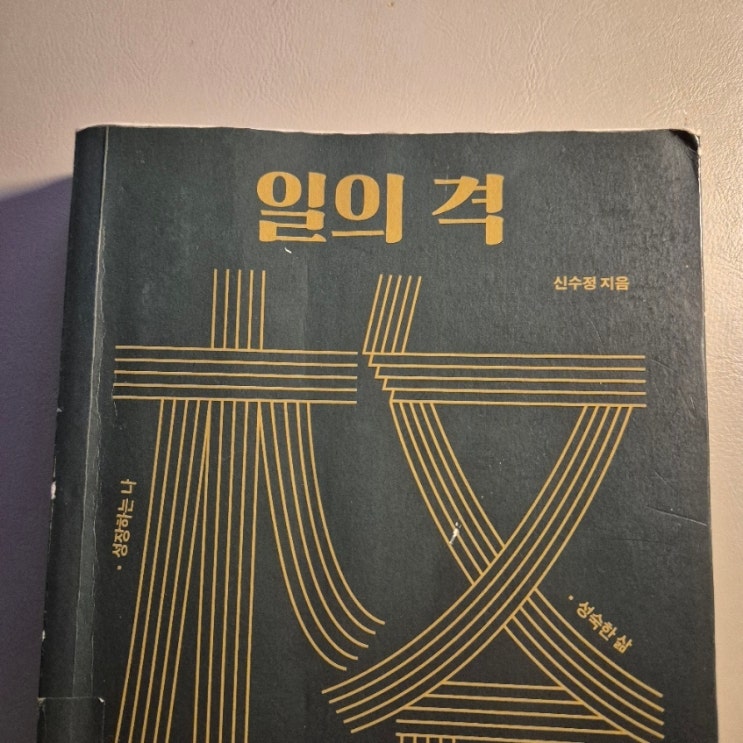 일의 격
신수정 지음
· 성장하는 나
· 성숙한 삶